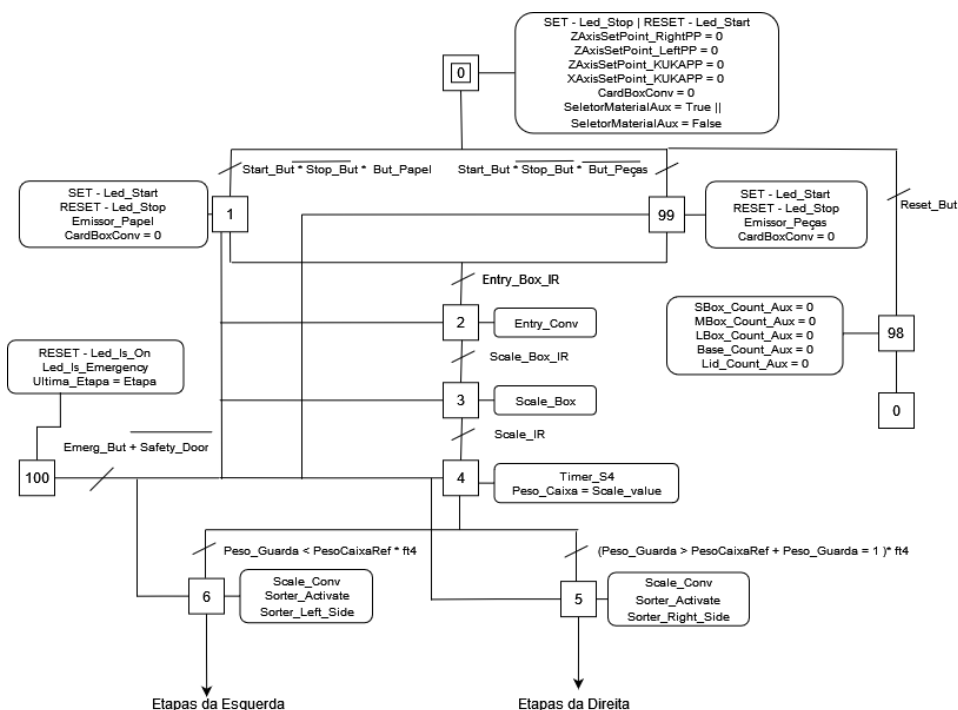 SET - Led_Stop | RESET - Led_Start
ZAxisSetPoint_RightPP = 0
ZAxisSetPoint_LeftPP = 0
ZAxisSetPoint_KUKAPP = 0
XAxisSetPoint_KUKAPP = 0
CardBoxConv = 0
SeletorMaterialAux = True ||
SeletorMaterialAux = False
0
Start_But * Stop_But * But_Papel
Start_But * Stop_But * But_Peças
Reset_But
SET - Led_Start
RESET - Led_Stop
Emissor_Papel
CardBoxConv = 0
1
99
SET - Led_Start
RESET - Led_Stop
Emissor_Peças
CardBoxConv = 0
Entry_Box_IR
2
Entry_Conv
SBox_Count_Aux = 0
MBox_Count_Aux = 0
LBox_Count_Aux = 0
Base_Count_Aux = 0
Lid_Count_Aux = 0
98
0
RESET - Led_Is_On
Led_Is_Emergency
Ultima_Etapa = Etapa
Scale_Box_IR
3
Scale_Box
Scale_IR
Emerg_But + Safety_Door
100
4
Timer_S4
Peso_Caixa = Scale_value
Peso_Guarda < PesoCaixaRef * ft4
(Peso_Guarda > PesoCaixaRef + Peso_Guarda = 1 )* ft4
6
Scale_Conv
Sorter_Activate
Sorter_Left_Side
5
Scale_Conv
Sorter_Activate
Sorter_Right_Side
Etapas da Esquerda
Etapas da Direita